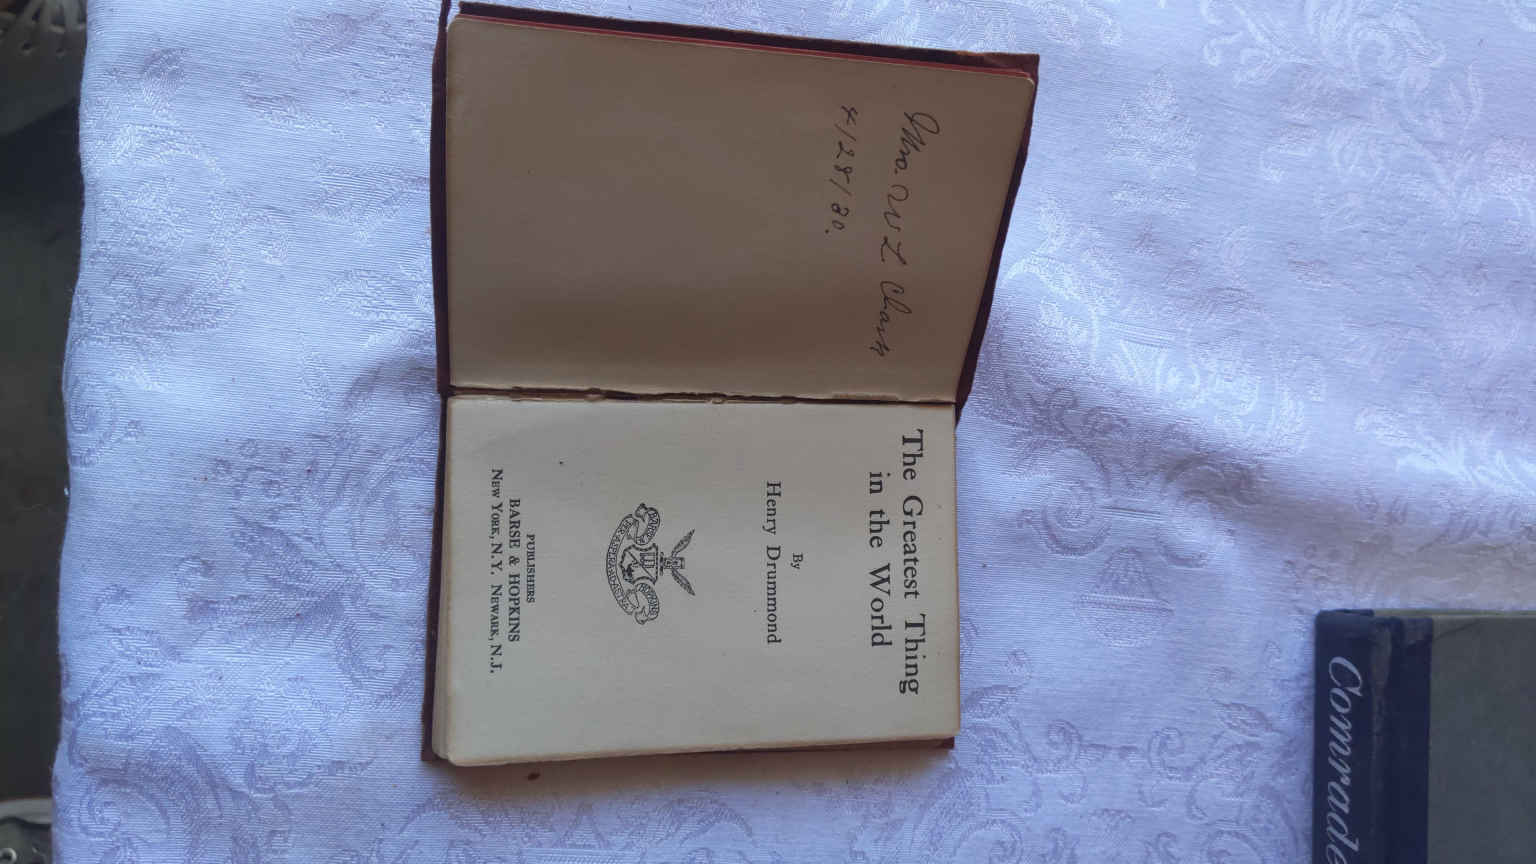 Mrs. W L Clark
4/28/80.
The Greatest Thing
in the World
By
Henry Drummond
PUBLISHERS
BARSE & HOPKINS
NEW YORK, N.Y. NEWARK, N.J.
Comrade